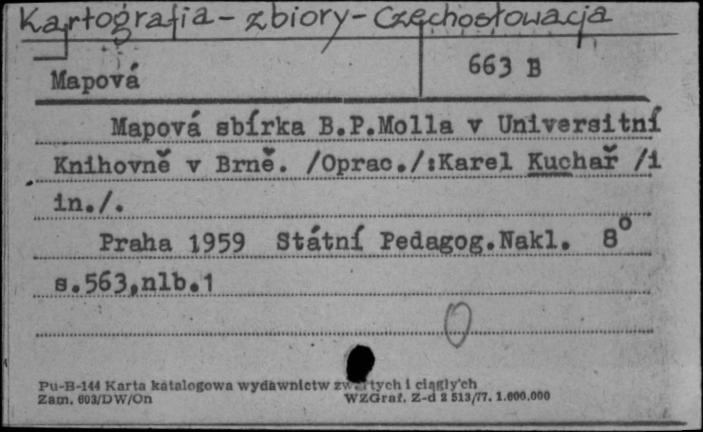 Kartografia - zbiory - Czechosłowacja
Mapová 663 B
Mapová sbírka B.P.Molla v Universitní
Knihovně v Brně. /Oprac./:Karel Kuchař /i
in./.
Praha 1959 Státní Pedagog.Nakl. 8°
s.563,nlb.1
Pu-B-144 Karta katalogowa wydawnictw zwartych i ciągłych
Zam. 603/DW/On WZGraf. Z-d 2 513/77. 1.000.000